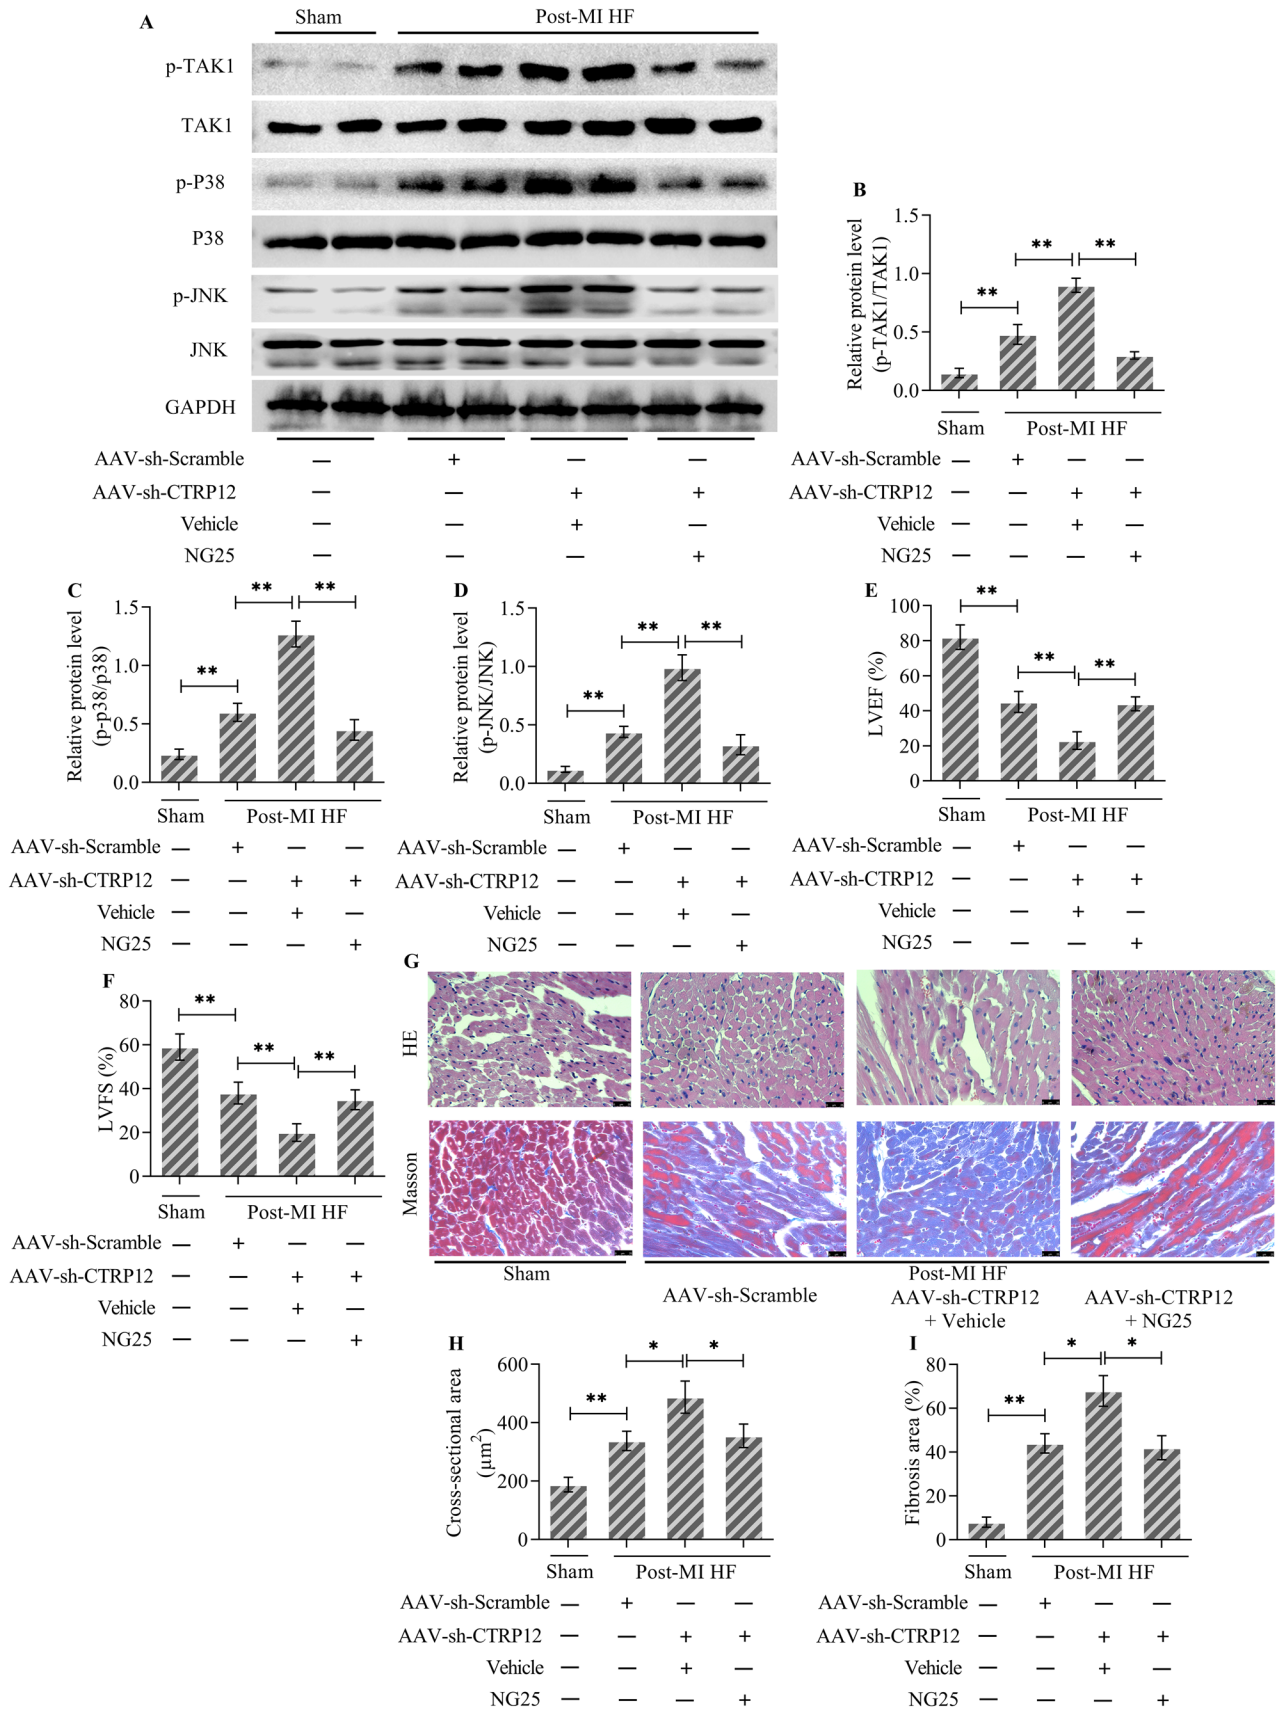 A
Sham Post-MI HF
p-TAK1
TAK1
p-P38
P38
p-JNK
JNK
GAPDH
AAV-sh-Scramble — + — —
AAV-sh-CTRP12 — — + +
Vehicle — — + —
NG25 — — — +
B
Relative protein level
(p-TAK1/TAK1)
1.5
1.0
0.5
0.0
** ** **
Sham Post-MI HF
AAV-sh-Scramble — + — —
AAV-sh-CTRP12 — — + +
Vehicle — — + —
NG25 — — — +
C
Relative protein level
(p-p38/p38)
1.5
1.0
0.5
0.0
** ** **
Sham Post-MI HF
AAV-sh-Scramble — + — —
AAV-sh-CTRP12 — — + +
Vehicle — — + —
NG25 — — — +
D
Relative protein level
(p-JNK/JNK)
1.5
1.0
0.5
0.0
** ** **
Sham Post-MI HF
AAV-sh-Scramble — + — —
AAV-sh-CTRP12 — — + +
Vehicle — — + —
NG25 — — — +
E
LVEF (%)
100
80
60
40
20
0
** ** **
Sham Post-MI HF
AAV-sh-Scramble — + — —
AAV-sh-CTRP12 — — + +
Vehicle — — + —
NG25 — — — +
F
LVFS (%)
80
60
40
20
0
** ** **
Sham Post-MI HF
AAV-sh-Scramble — + — —
AAV-sh-CTRP12 — — + +
Vehicle — — + —
NG25 — — — +
G
HE
Masson
Sham Post-MI HF
AAV-sh-Scramble AAV-sh-CTRP12 AAV-sh-CTRP12
+ Vehicle + NG25
H
Cross-sectional area
(μm²)
600
400
200
0
** * *
Sham Post-MI HF
AAV-sh-Scramble — + — —
AAV-sh-CTRP12 — — + +
Vehicle — — + —
NG25 — — — +
I
Fibrosis area (%)
80
60
40
20
0
** * *
Sham Post-MI HF
AAV-sh-Scramble — + — —
AAV-sh-CTRP12 — — + +
Vehicle — — + —
NG25 — — — +